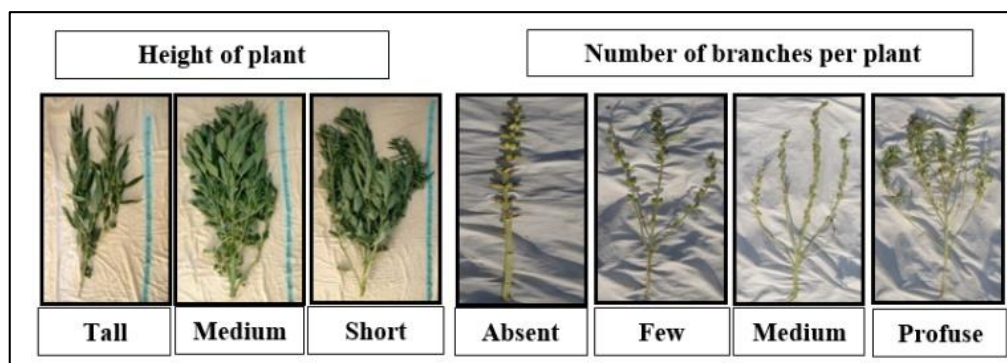 Height of plant
Number of branches per plant
Tall
Medium
Short
Absent
Few
Medium
Profuse